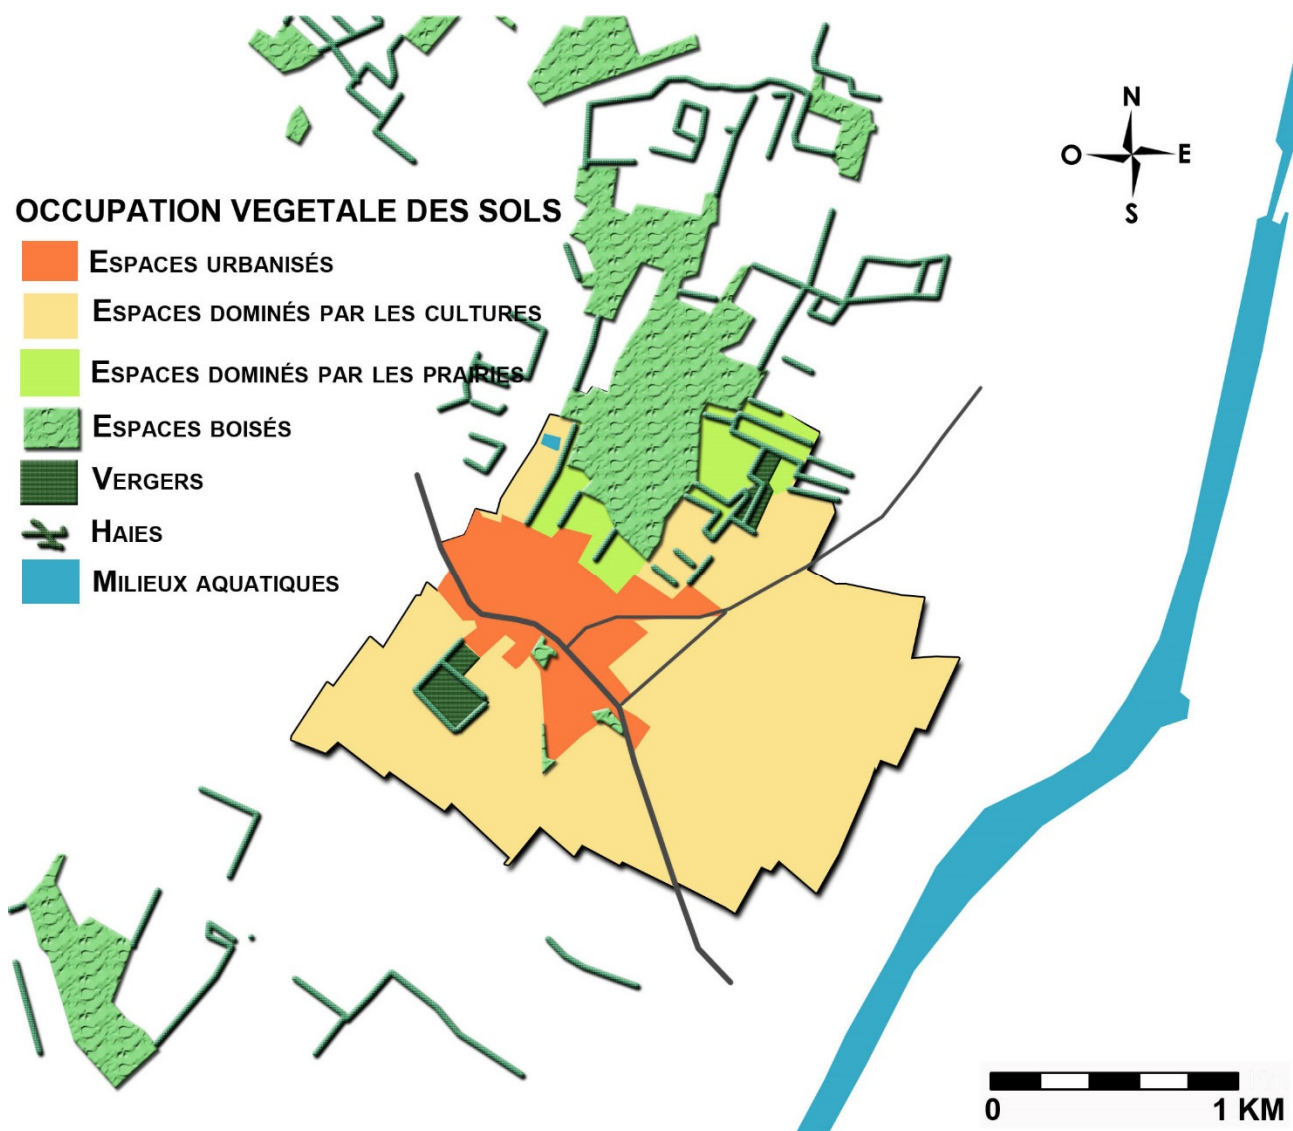 N
O E
S
OCCUPATION VEGETALE DES SOLS
ESPACES URBANISÉS
ESPACES DOMINÉS PAR LES CULTURES
ESPACES DOMINÉS PAR LES PRAIRIES
ESPACES BOISÉS
VERGERS
HAIES
MILIEUX AQUATIQUES
0 1 KM